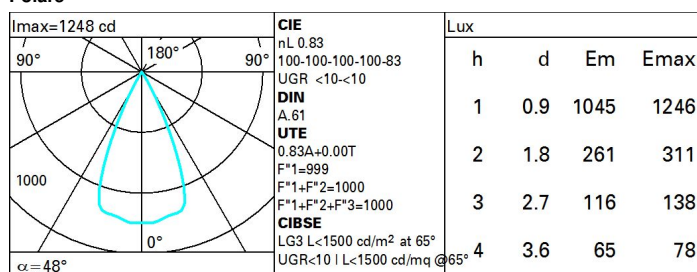 Imax=1248 cd
90°
180°
90°
1000
0°
α=48°
CIE
nL 0.83
100-100-100-100-83
UGR <10-<10
DIN
A.61
UTE
0.83A+0.00T
F"1=999
F"1+F"2=1000
F"1+F"2+F"3=1000
CIBSE
LG3 L<1500 cd/m² at 65°
UGR<10 | L<1500 cd/mq @65°
Lux
h d Em Emax
1 0.9 1045 1246
2 1.8 261 311
3 2.7 116 138
4 3.6 65 78